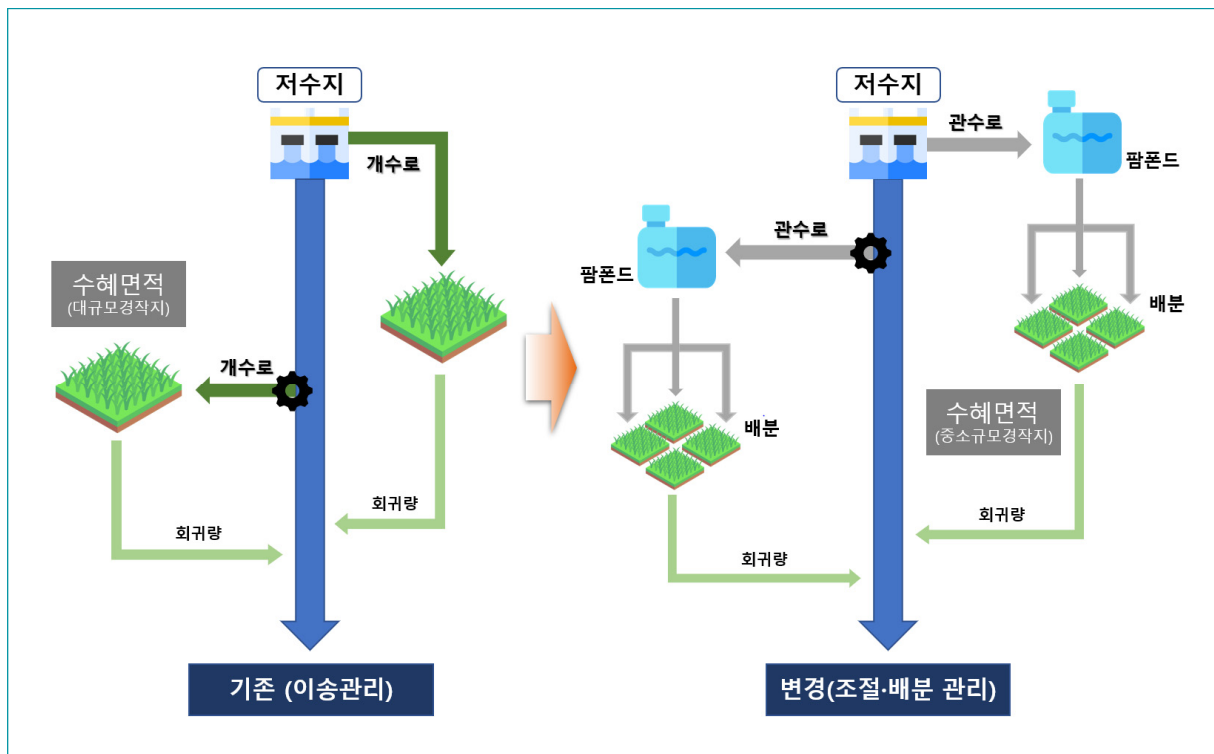 저수지
개수로
수혜면적
(대규모경작지)
개수로
회귀량
회귀량
기존 (이송관리)
저수지
관수로
팜폰드
관수로
팜폰드
배분
수혜면적
(중소규모경작지)
배분
회귀량
회귀량
변경(조절·배분 관리)